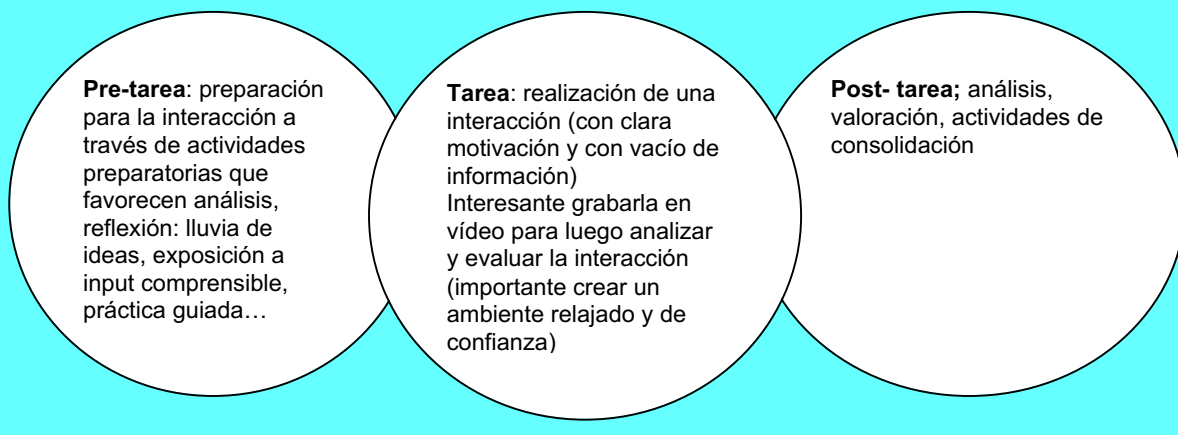 Pre-tarea: preparación
para la interacción a
través de actividades
preparatorias que
favorecen análisis,
reflexión: lluvia de
ideas, exposición a
input comprensible,
práctica guiada…
Tarea: realización de una
interacción (con clara
motivación y con vacío de
información)
Interesante grabarla en
vídeo para luego analizar
y evaluar la interacción
(importante crear un
ambiente relajado y de
confianza)
Post- tarea; análisis,
valoración, actividades de
consolidación